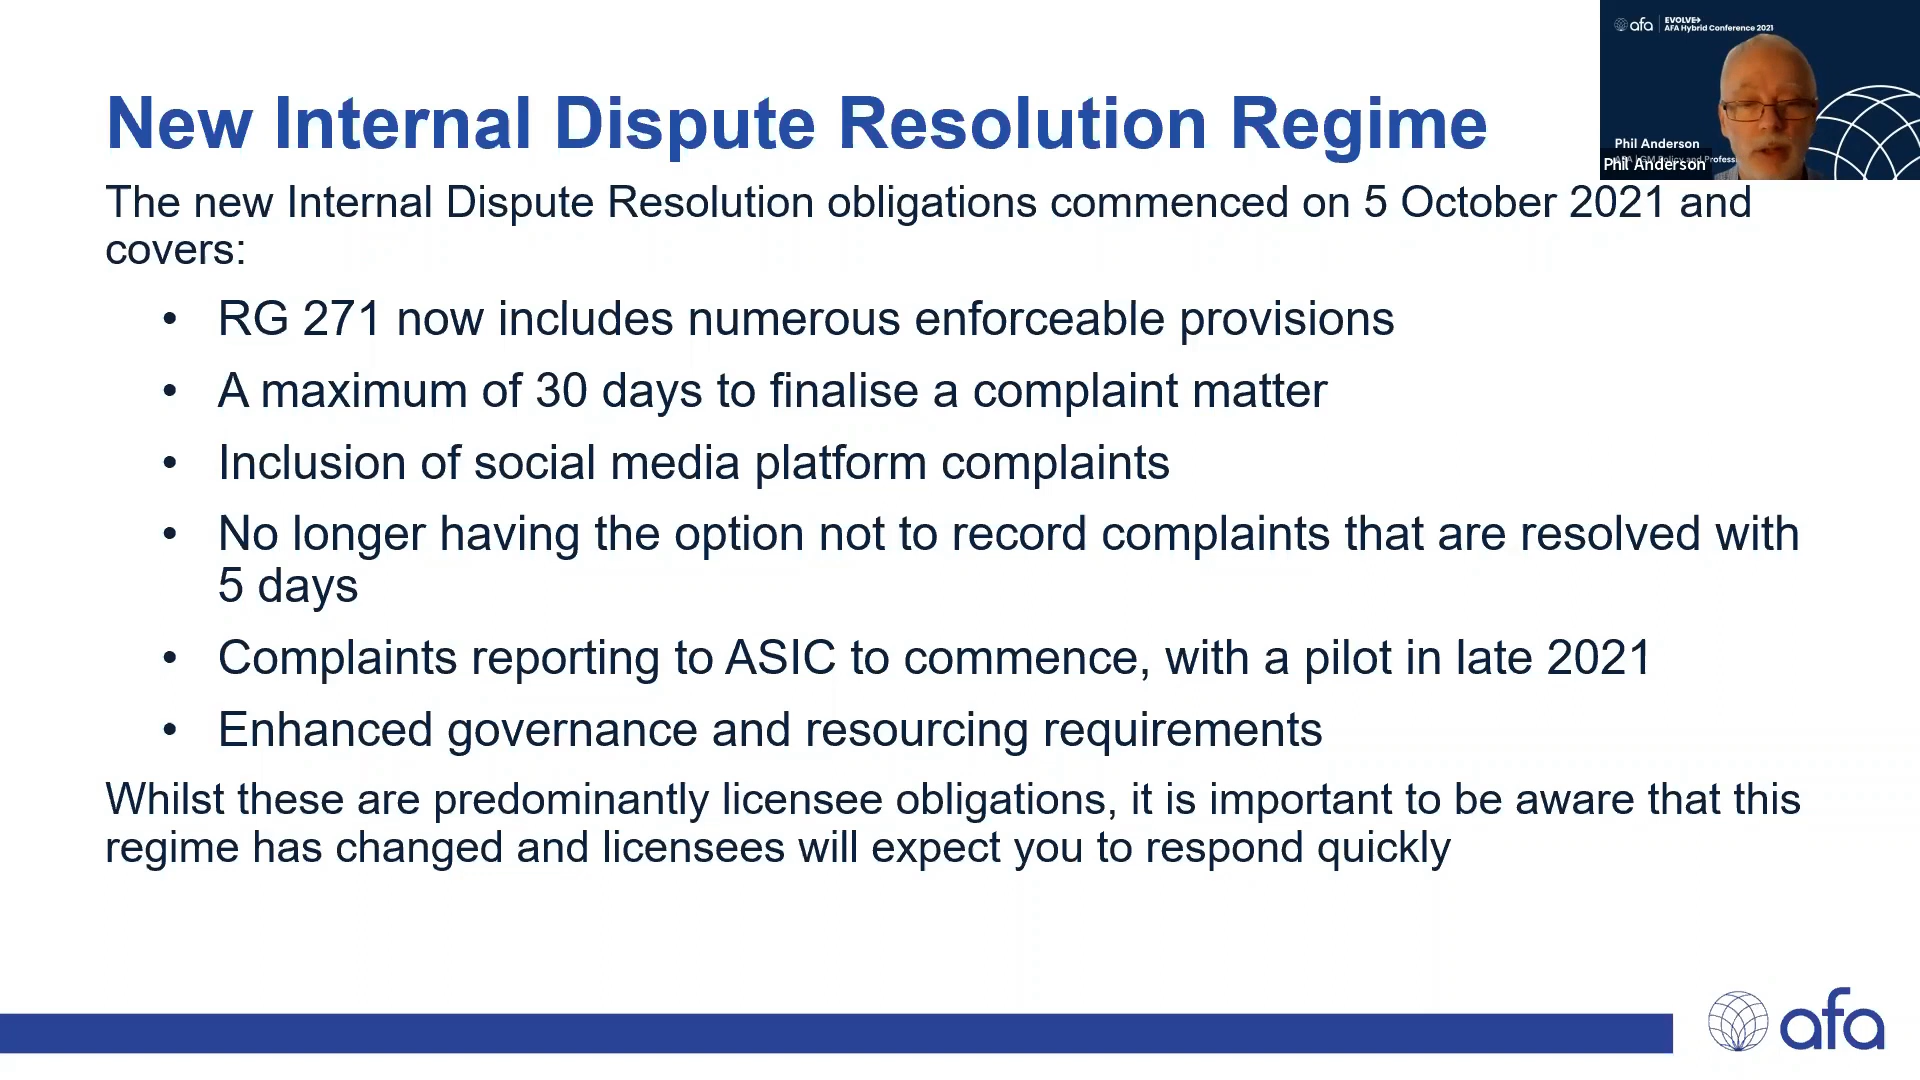 afa
EVOLVE→
AFA Hybrid Conference 2021
Phil Anderson
Phil Anderson
New Internal Dispute Resolution Regime
The new Internal Dispute Resolution obligations commenced on 5 October 2021 and
covers:
• RG 271 now includes numerous enforceable provisions
• A maximum of 30 days to finalise a complaint matter
• Inclusion of social media platform complaints
• No longer having the option not to record complaints that are resolved with
5 days
• Complaints reporting to ASIC to commence, with a pilot in late 2021
• Enhanced governance and resourcing requirements
Whilst these are predominantly licensee obligations, it is important to be aware that this
regime has changed and licensees will expect you to respond quickly
afa